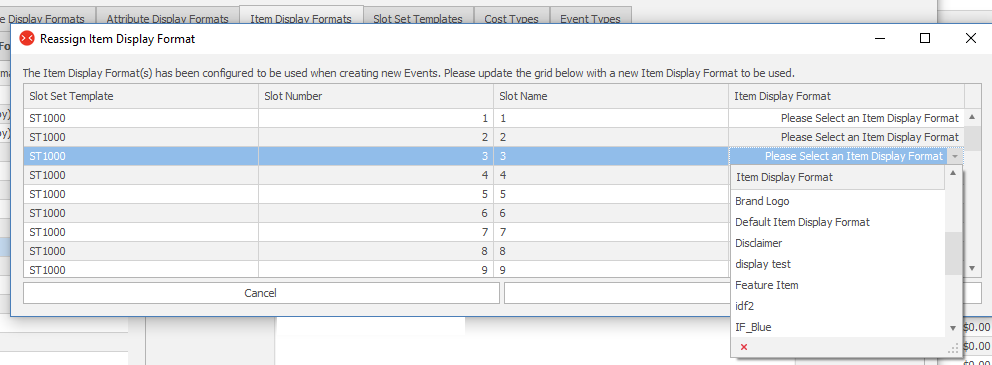 e Display Formats Attribute Display Formats Item Display Formats Slot Set Templates Cost Types Event Types
Reassign Item Display Format
The Item Display Format(s) has been configured to be used when creating new Events. Please update the grid below with a new Item Display Format to be used.
Slot Set Template Slot Number Slot Name Item Display Format
ST1000 1 1 Please Select an Item Display Format
ST1000 2 2 Please Select an Item Display Format
ST1000 3 3 Please Select an Item Display Format
ST1000 4 4
ST1000 5 5
ST1000 6 6
ST1000 7 7
ST1000 8 8
ST1000 9 9
Item Display Format
Brand Logo
Default Item Display Format
Disclaimer
display test
Feature Item
idf2
IF_Blue
Cancel
$0.00
$0.00